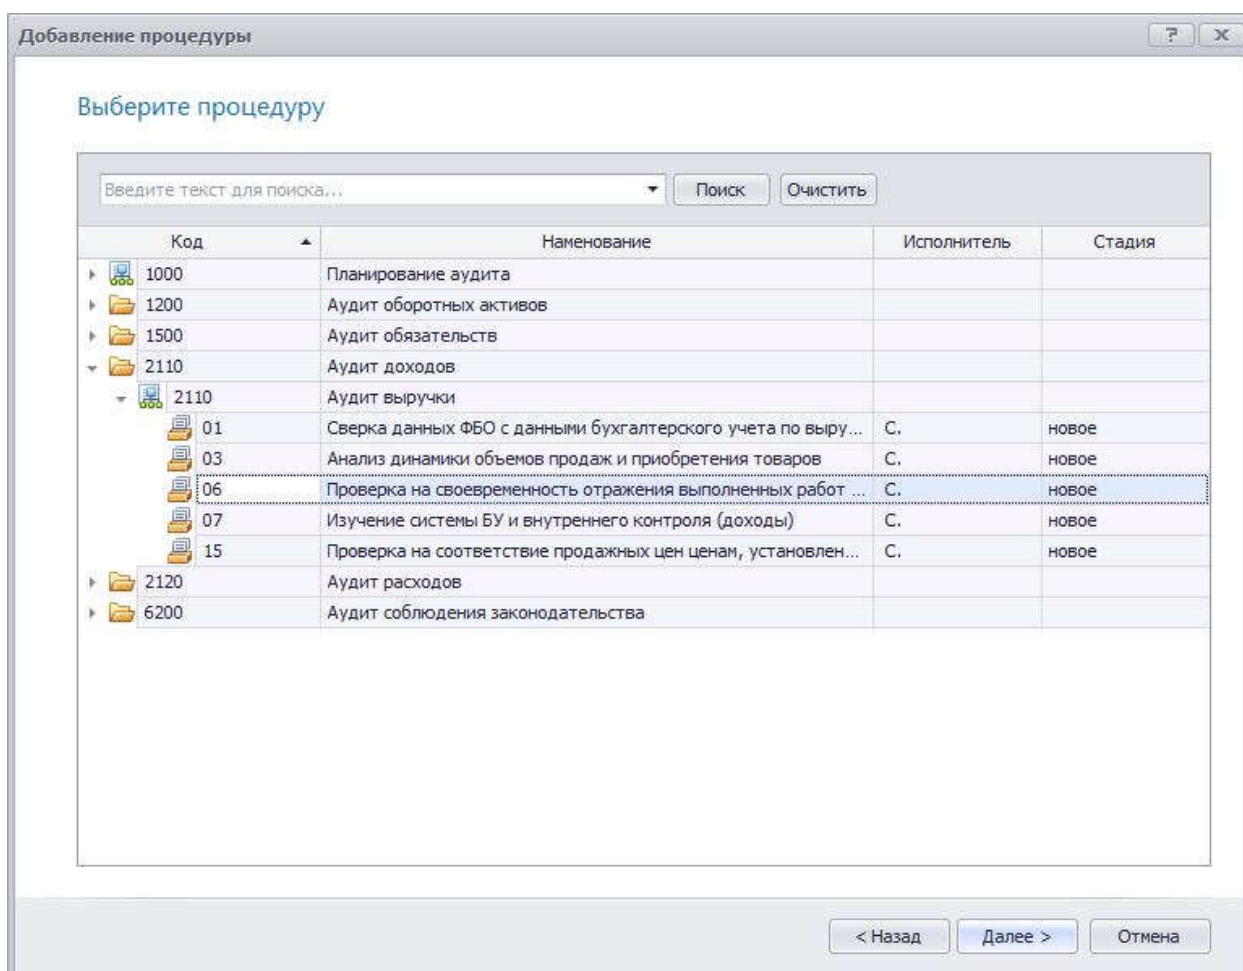 Добавление процедуры
Выберите процедуру
Введите текст для поиска... Поиск Очистить
Код Наменование Исполнитель Стадия
1000 Планирование аудита
1200 Аудит оборотных активов
1500 Аудит обязательств
2110 Аудит доходов
2110 Аудит выручки
01 Сверка данных ФБО с данными бухгалтерского учета по выру... С. новое
03 Анализ динамики объемов продаж и приобретения товаров С. новое
06 Проверка на своевременность отражения выполненных работ ... С. новое
07 Изучение системы БУ и внутреннего контроля (доходы) С. новое
15 Проверка на соответствие продажных цен ценам, установлен... С. новое
2120 Аудит расходов
6200 Аудит соблюдения законодательства
< Назад Далее > Отмена